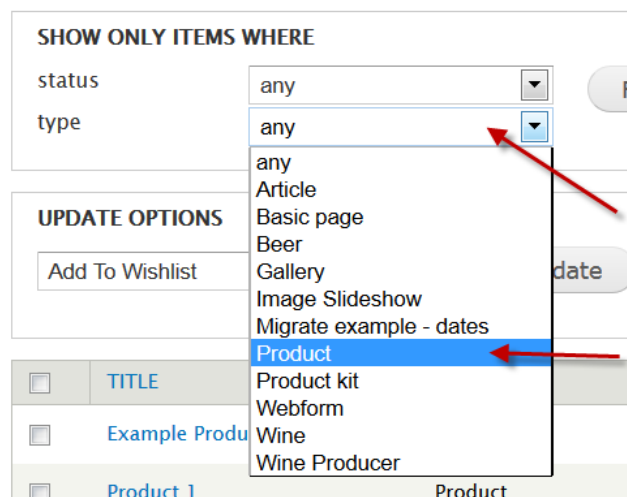 SHOW ONLY ITEMS WHERE
status any
type any
any
Article
Basic page
UPDATE OPTIONS
Beer
Add To Wishlist
Gallery
Image Slideshow
Migrate example - dates
Product
TITLE
Product kit
Webform
Example Produ
Wine
Wine Producer
Product 1 Product